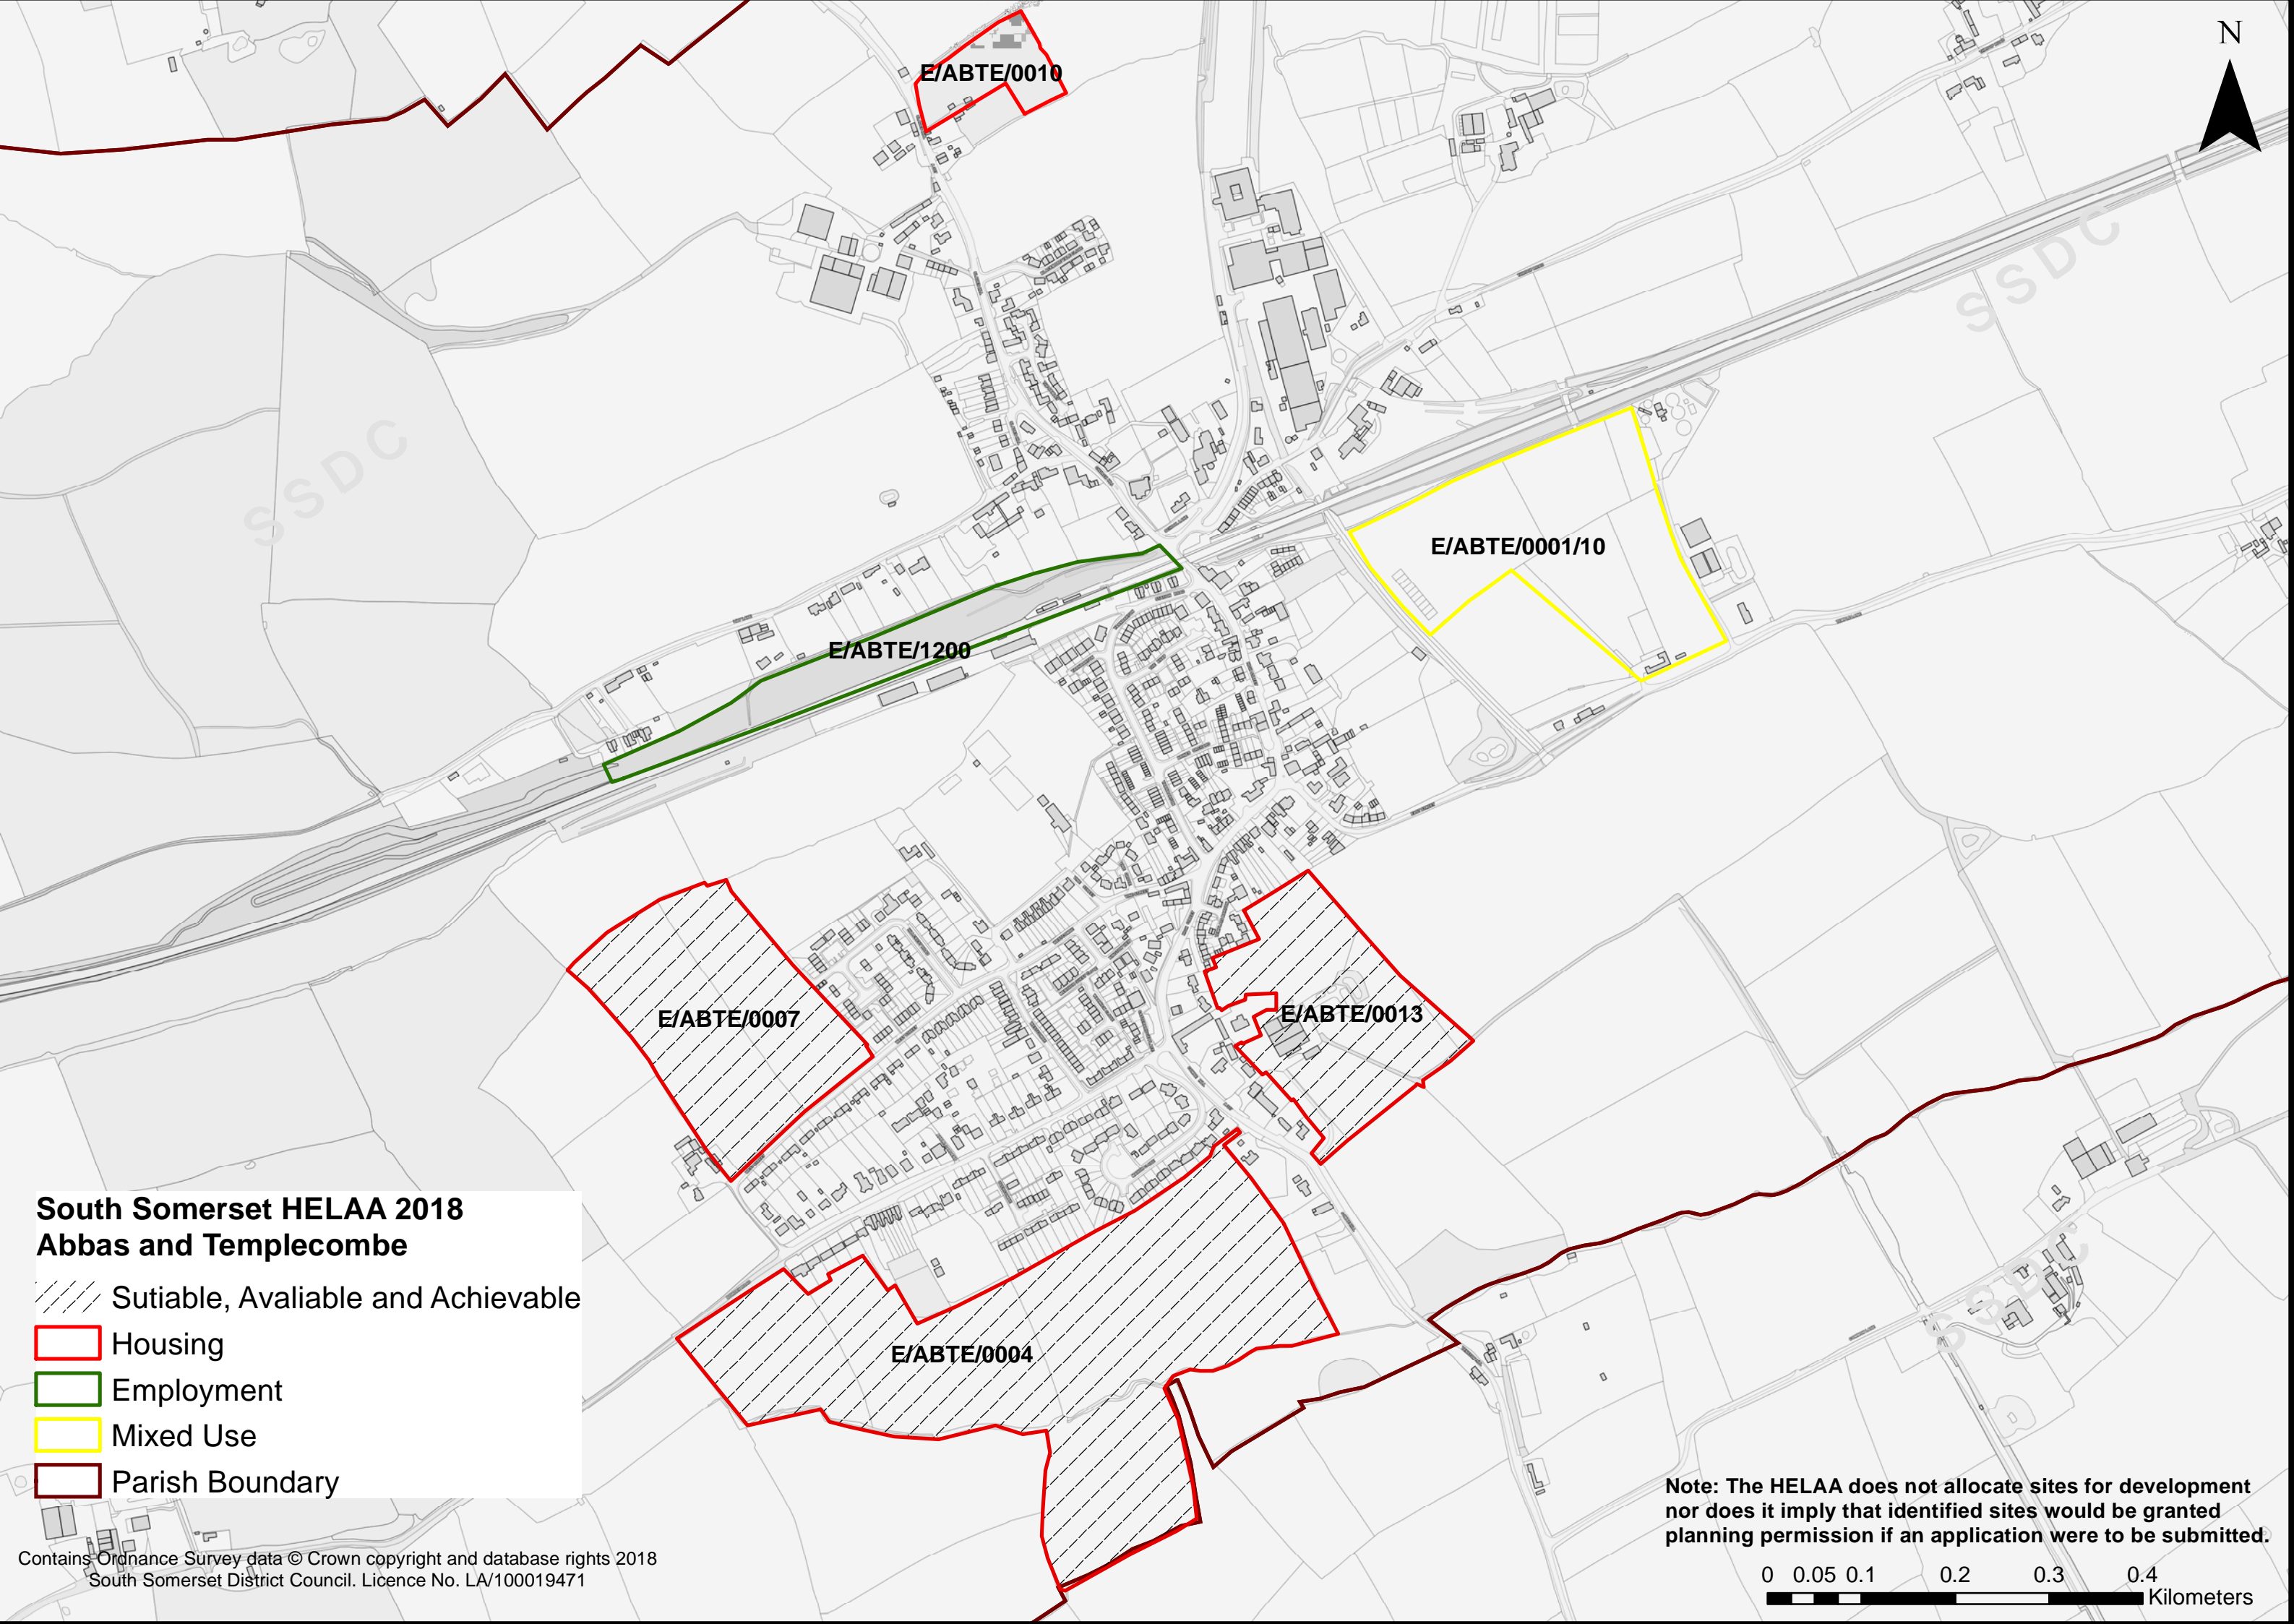 E/ABTE/0010
N
SSDC
SSDC
E/ABTE/0001/10
E/ABTE/1200
E/ABTE/0007
E/ABTE/0013
E/ABTE/0004
SSDC
South Somerset HELAA 2018
Abbas and Templecombe
Sutiable, Avaliable and Achievable
Housing
Employment
Mixed Use
Parish Boundary
Contains Ordnance Survey data © Crown copyright and database rights 2018
South Somerset District Council. Licence No. LA/100019471
Note: The HELAA does not allocate sites for development
nor does it imply that identified sites would be granted
planning permission if an application were to be submitted.
0 0.05 0.1 0.2 0.3 0.4
Kilometers